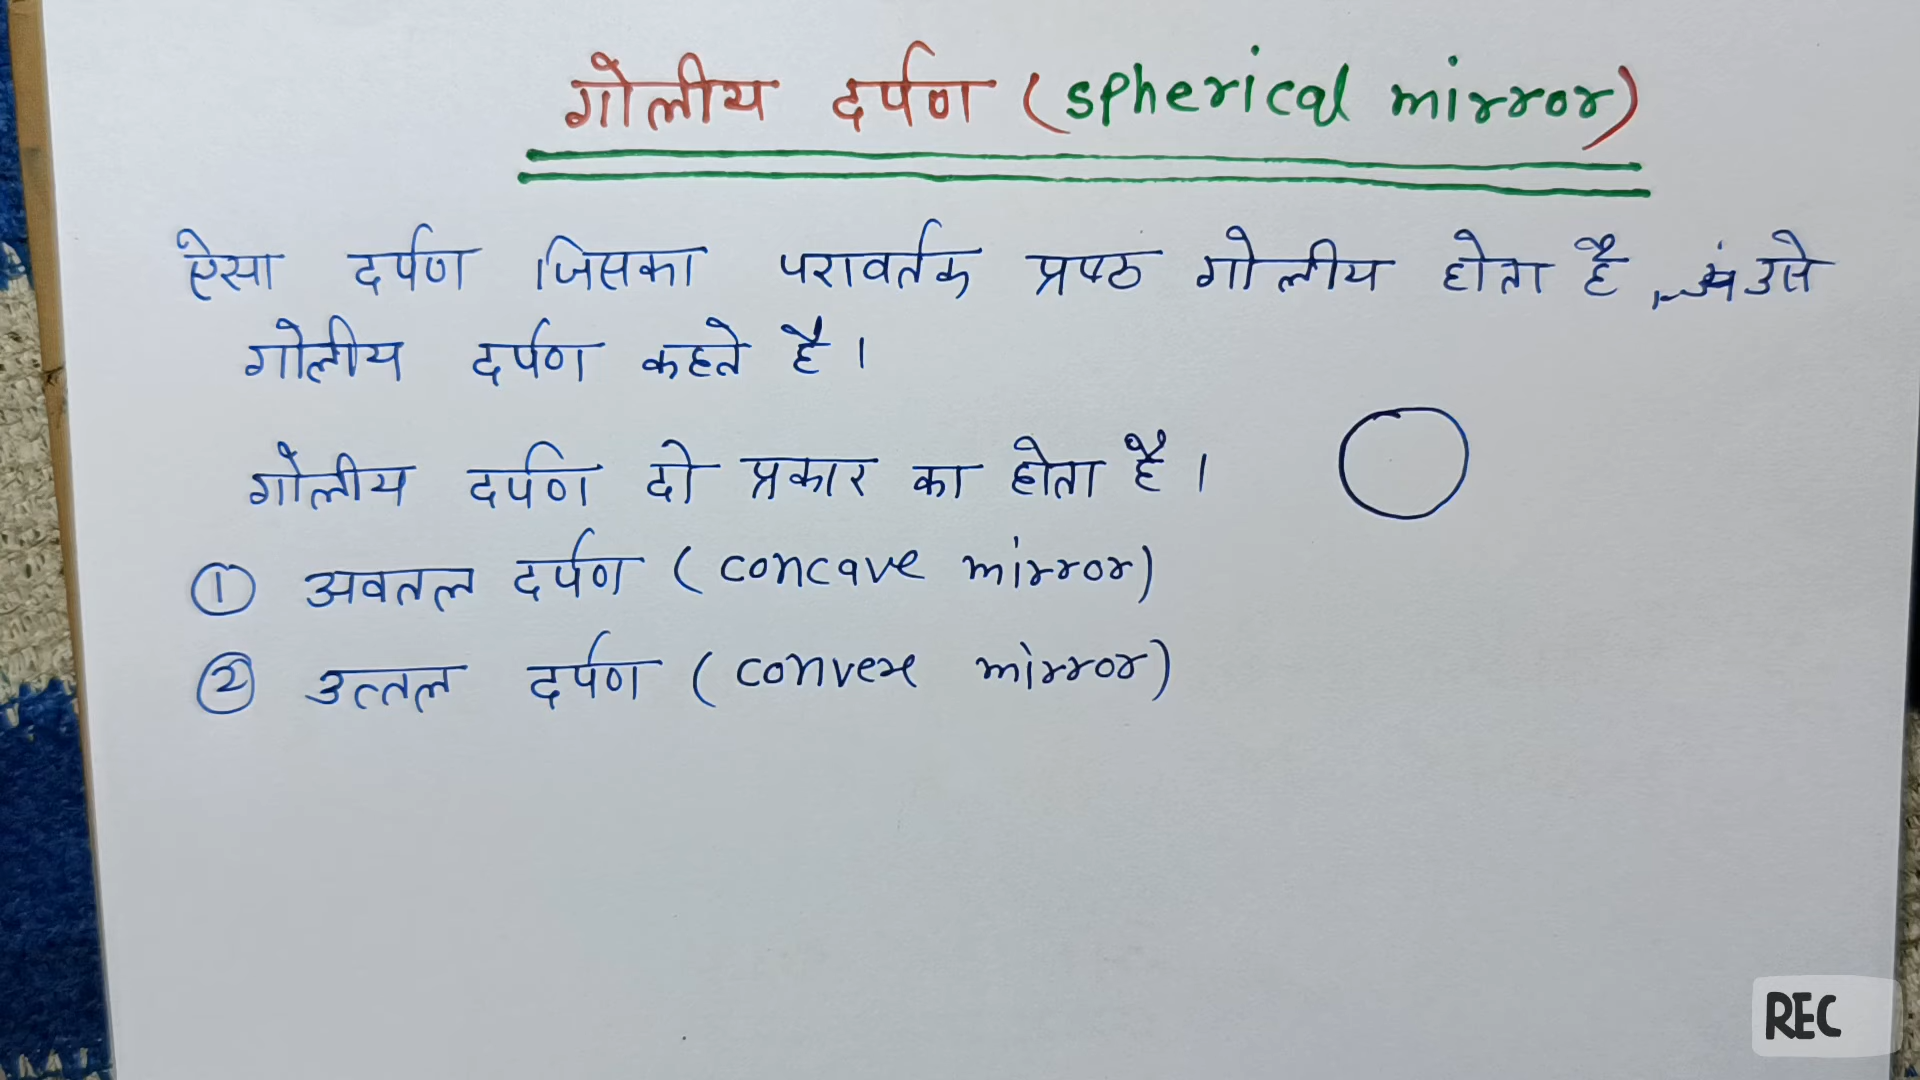 गोलीय दर्पण (spherical mirror)
ऐसा दर्पण जिसका परावर्तक प्रष्ठ गोलीय होता है, उसे
गोलीय दर्पण कहते है।
गोलीय दर्पण दो प्रकार का होता है।
① अवतल दर्पण (concave mirror)
② उत्तल दर्पण (convex mirror)
REC